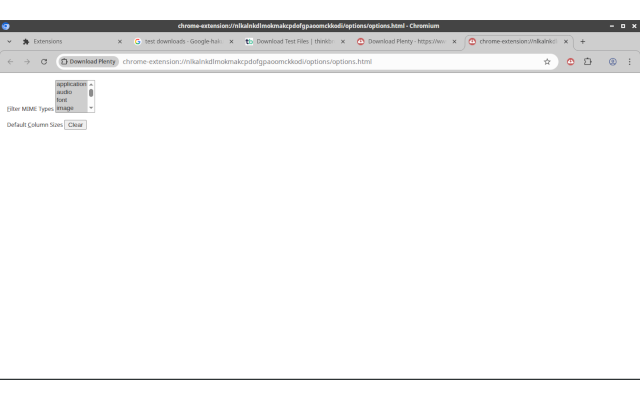 chrome-extension://nlkalnkdlmokmakcpdofgpaoomckkodi/options/options.html - Chromium
Extensions
test downloads - Google-hak
Download Test Files | thinkb
Download Plenty - https://ww
chrome-extension://nlkalnkd
Download Plenty
chrome-extension://nlkalnkdlmokmakcpdofgpaoomckkodi/options/options.html
application
audio
font
image
Filter MIME Types
Default Column Sizes
Clear